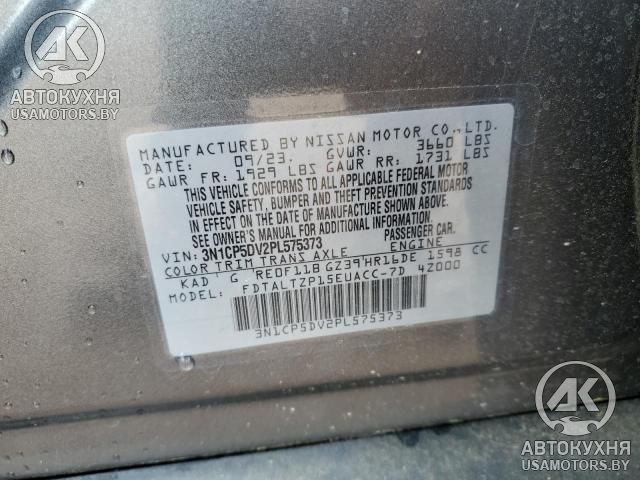 АК
АВТОКУХНЯ
USAMOTORS.BY
MANUFACTURED BY NISSAN MOTOR CO.,LTD.
DATE: 09/23. GVWR: 3660 LBS
GAWR FR: 1929 LBS GAWR RR: 1731 LBS
THIS VEHICLE CONFORMS TO ALL APPLICABLE FEDERAL MOTOR
VEHICLE SAFETY, BUMPER AND THEFT PREVENTION STANDARDS
IN EFFECT ON THE DATE OF MANUFACTURE SHOWN ABOVE.
SEE OWNER'S MANUAL FOR ADDITIONAL INFORMATION.
VIN: 3N1CP5DV2PL575373 PASSENGER CAR.
COLOR TRIM TRANS AXLE ENGINE
KAD G RE0F11B GZ39 HR16DE 1598 CC
MODEL: FDTALTZP15EUACC-7D 4Z000
3N1CP5DV2PL575373
АК
АВТОКУХНЯ
USAMOTORS.BY